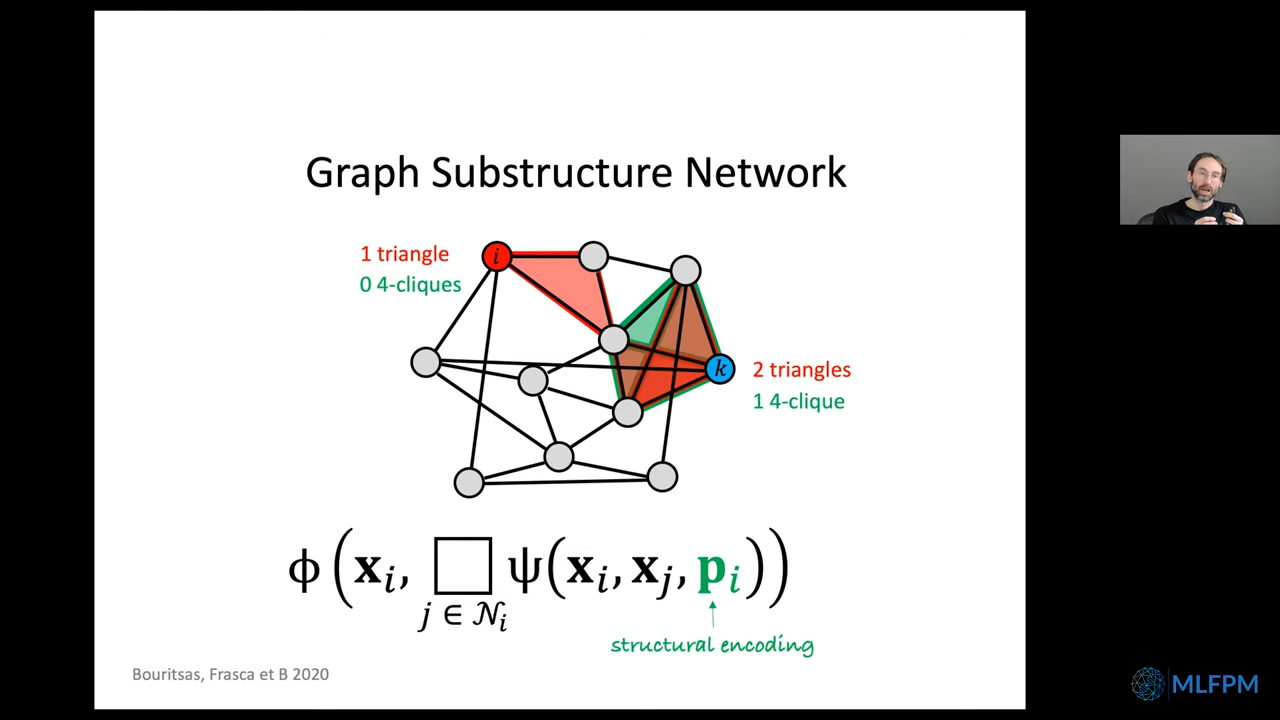 Graph Substructure Network
1 triangle
0 4-cliques
i
k
2 triangles
1 4-clique
ϕ(𝐱ᵢ, □ ψ(𝐱ᵢ, 𝐱ⱼ, 𝐩ᵢ))
j ∈ 𝒩ᵢ
structural encoding
Bouritsas, Frasca et B 2020
MLFPM